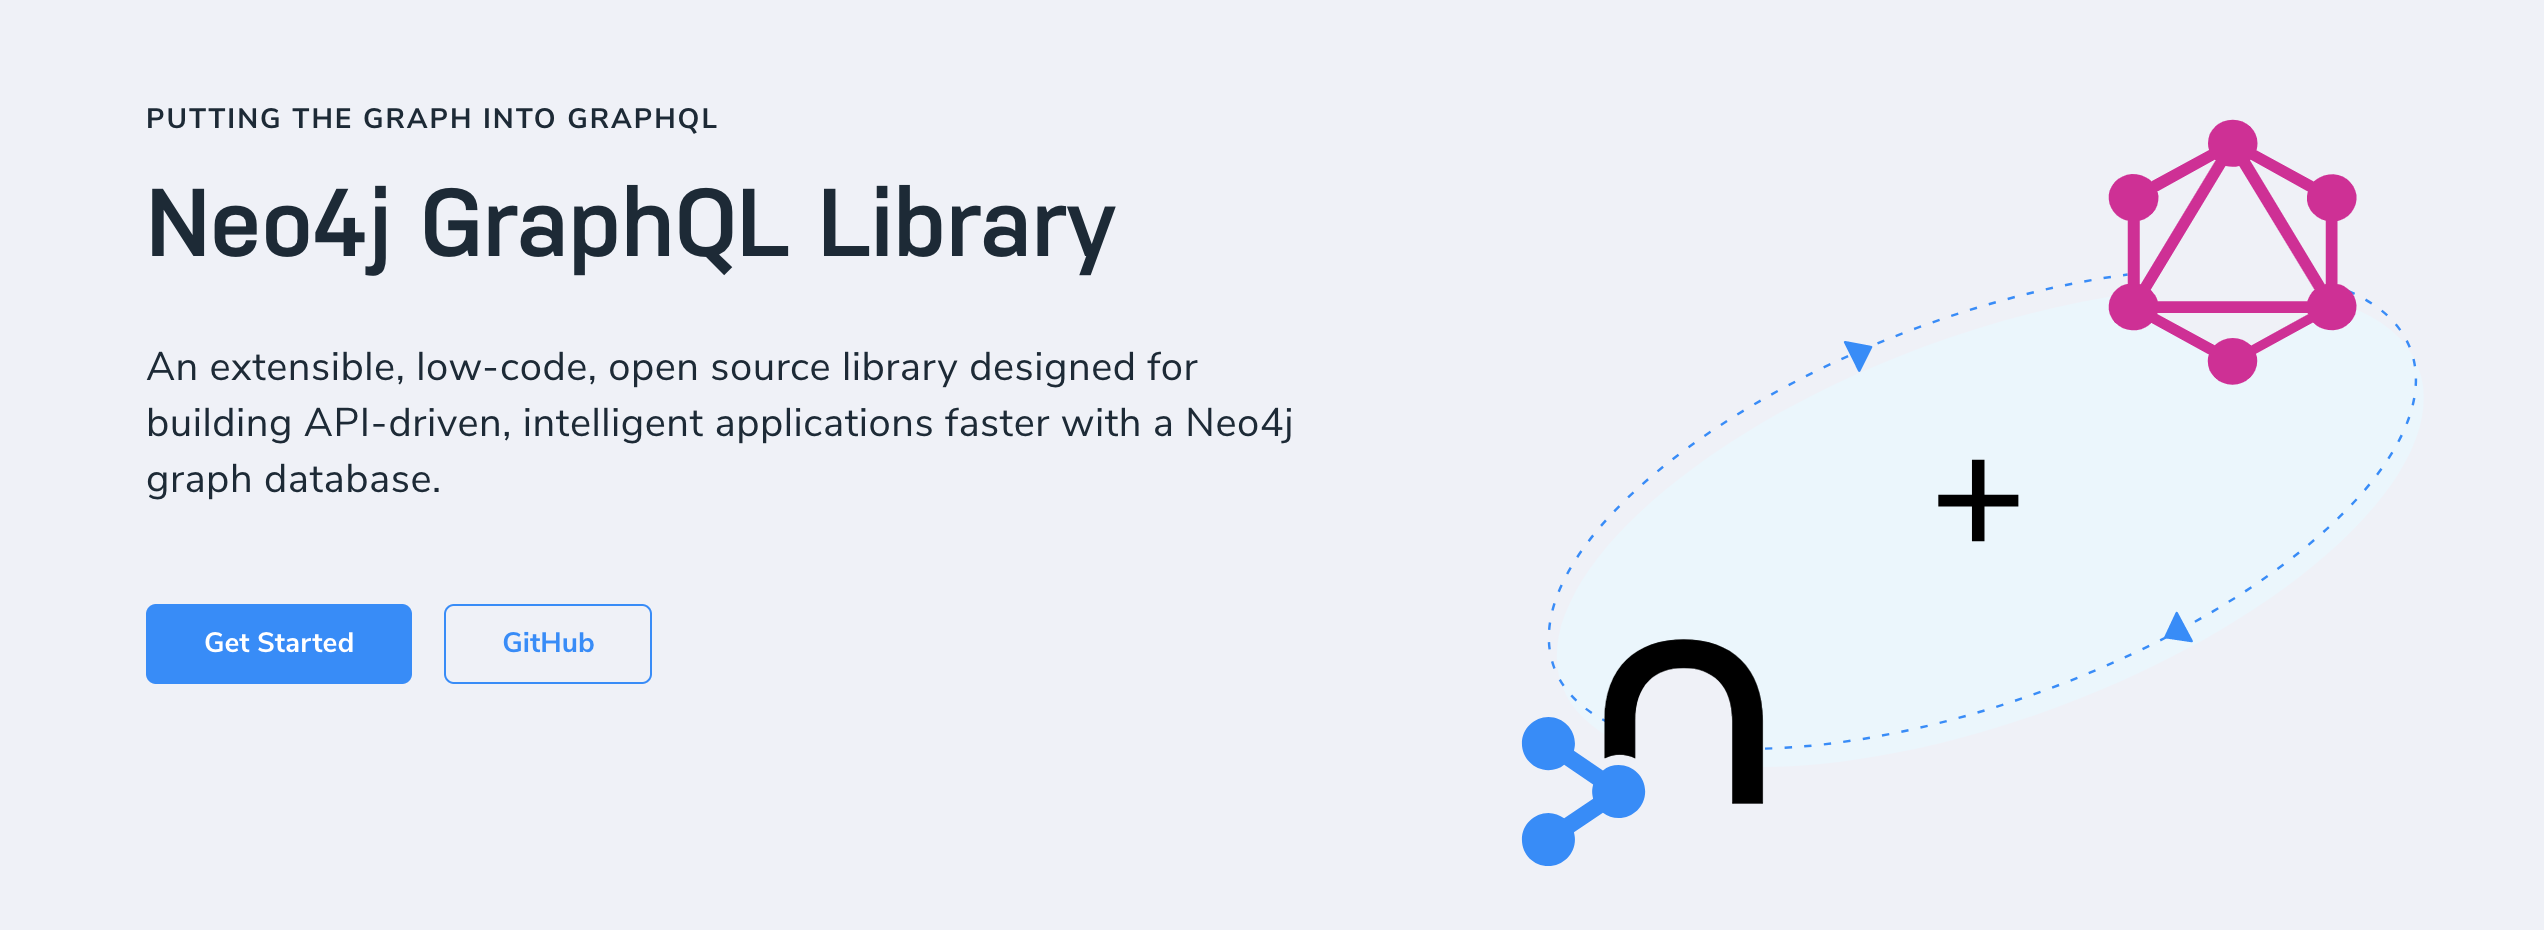 PUTTING THE GRAPH INTO GRAPHQL
Neo4j GraphQL Library
An extensible, low-code, open source library designed for
building API-driven, intelligent applications faster with a Neo4j
graph database.
Get Started
GitHub
+
n